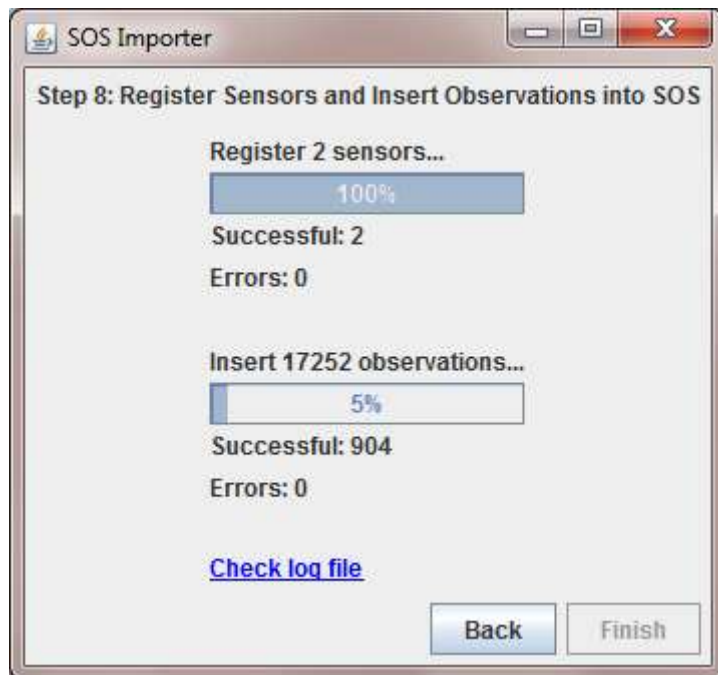 SOS Importer
Step 8: Register Sensors and Insert Observations into SOS
Register 2 sensors...
100%
Successful: 2
Errors: 0
Insert 17252 observations...
5%
Successful: 904
Errors: 0
Check log file
Back Finish